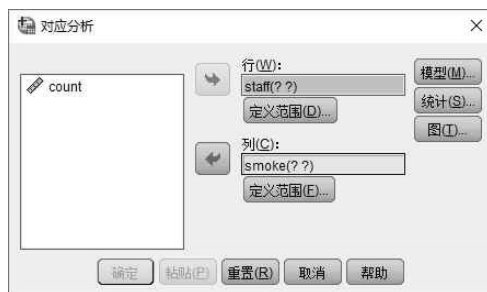 对应分析
count
行(W):
staff(? ?)
定义范围(D)...
列(C):
smoke(? ?)
定义范围(F)...
模型(M)...
统计(S)...
图(T)...
确定 粘贴(P) 重置(R) 取消 帮助